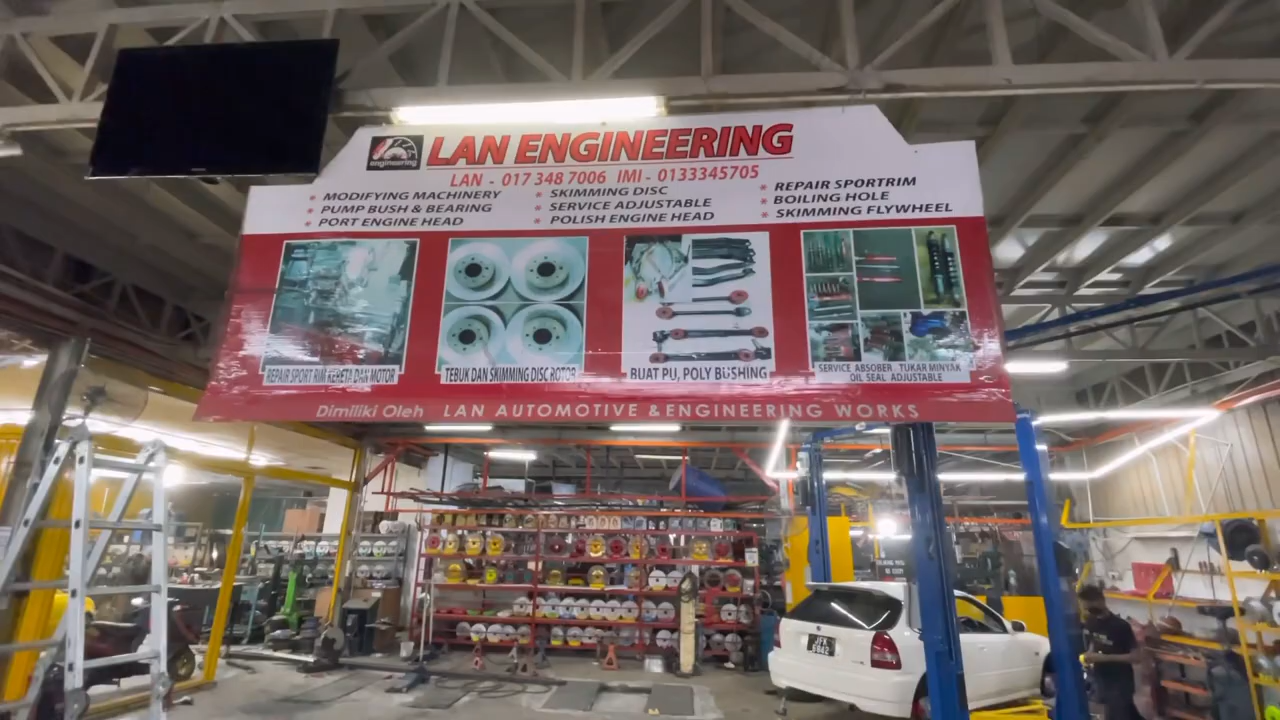 engineering
LAN ENGINEERING
LAN - 017 348 7006 IMI - 0133345705
* MODIFYING MACHINERY
* PUMP BUSH & BEARING
* PORT ENGINE HEAD
* SKIMMING DISC
* SERVICE ADJUSTABLE
* POLISH ENGINE HEAD
* REPAIR SPORTRIM
* BOILING HOLE
* SKIMMING FLYWHEEL
REPAIR SPORT RIM KERETA DAN MOTOR
TEBUK DAN SKIMMING DISC ROTOR
BUAT PU, POLY BUSHING
SERVICE ABSOBER . TUKAR MINYAK
OIL SEAL ADJUSTABLE
Dimiliki Oleh LAN AUTOMOTIVE & ENGINEERING WORKS
JFX